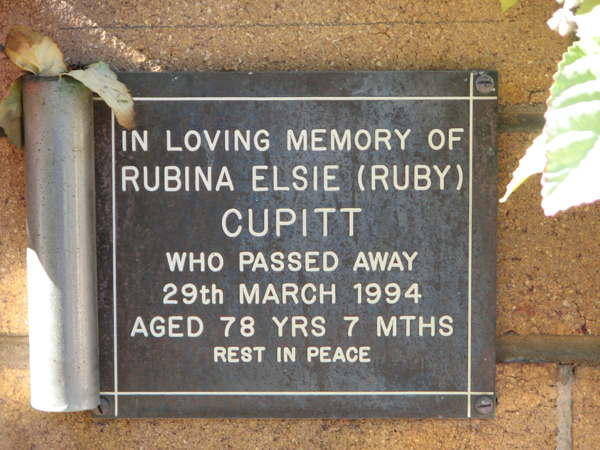 IN LOVING MEMORY OF
RUBINA ELSIE (RUBY)
CUPITT
WHO PASSED AWAY
29th MARCH 1994
AGED 78 YRS 7 MTHS
REST IN PEACE